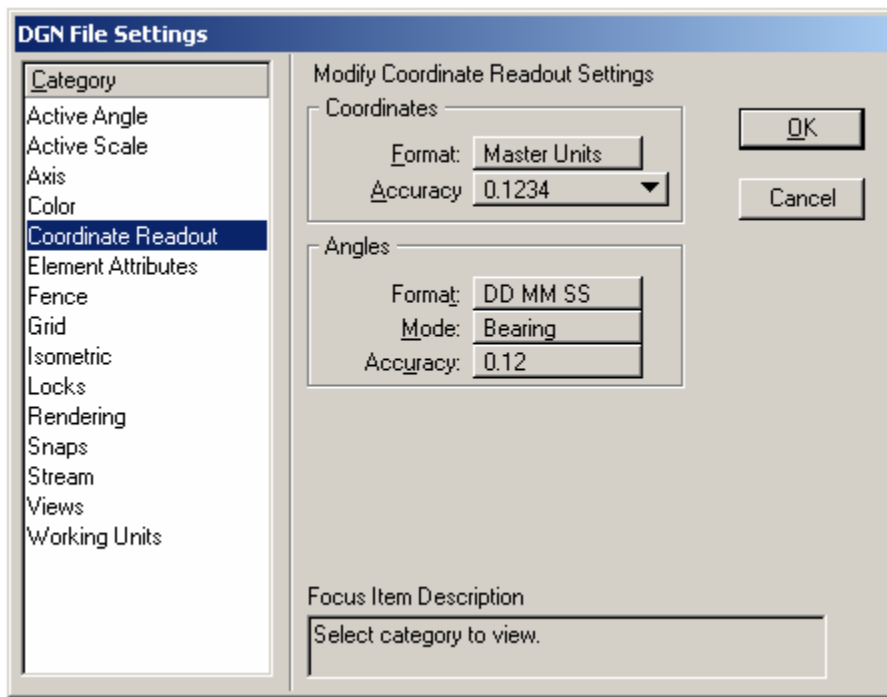 DGN File Settings
Category
Active Angle
Active Scale
Axis
Color
Coordinate Readout
Element Attributes
Fence
Grid
Isometric
Locks
Rendering
Snaps
Stream
Views
Working Units
Modify Coordinate Readout Settings
Coordinates
Format: Master Units
Accuracy 0.1234
Angles
Format: DD MM SS
Mode: Bearing
Accuracy: 0.12
OK
Cancel
Focus Item Description
Select category to view.